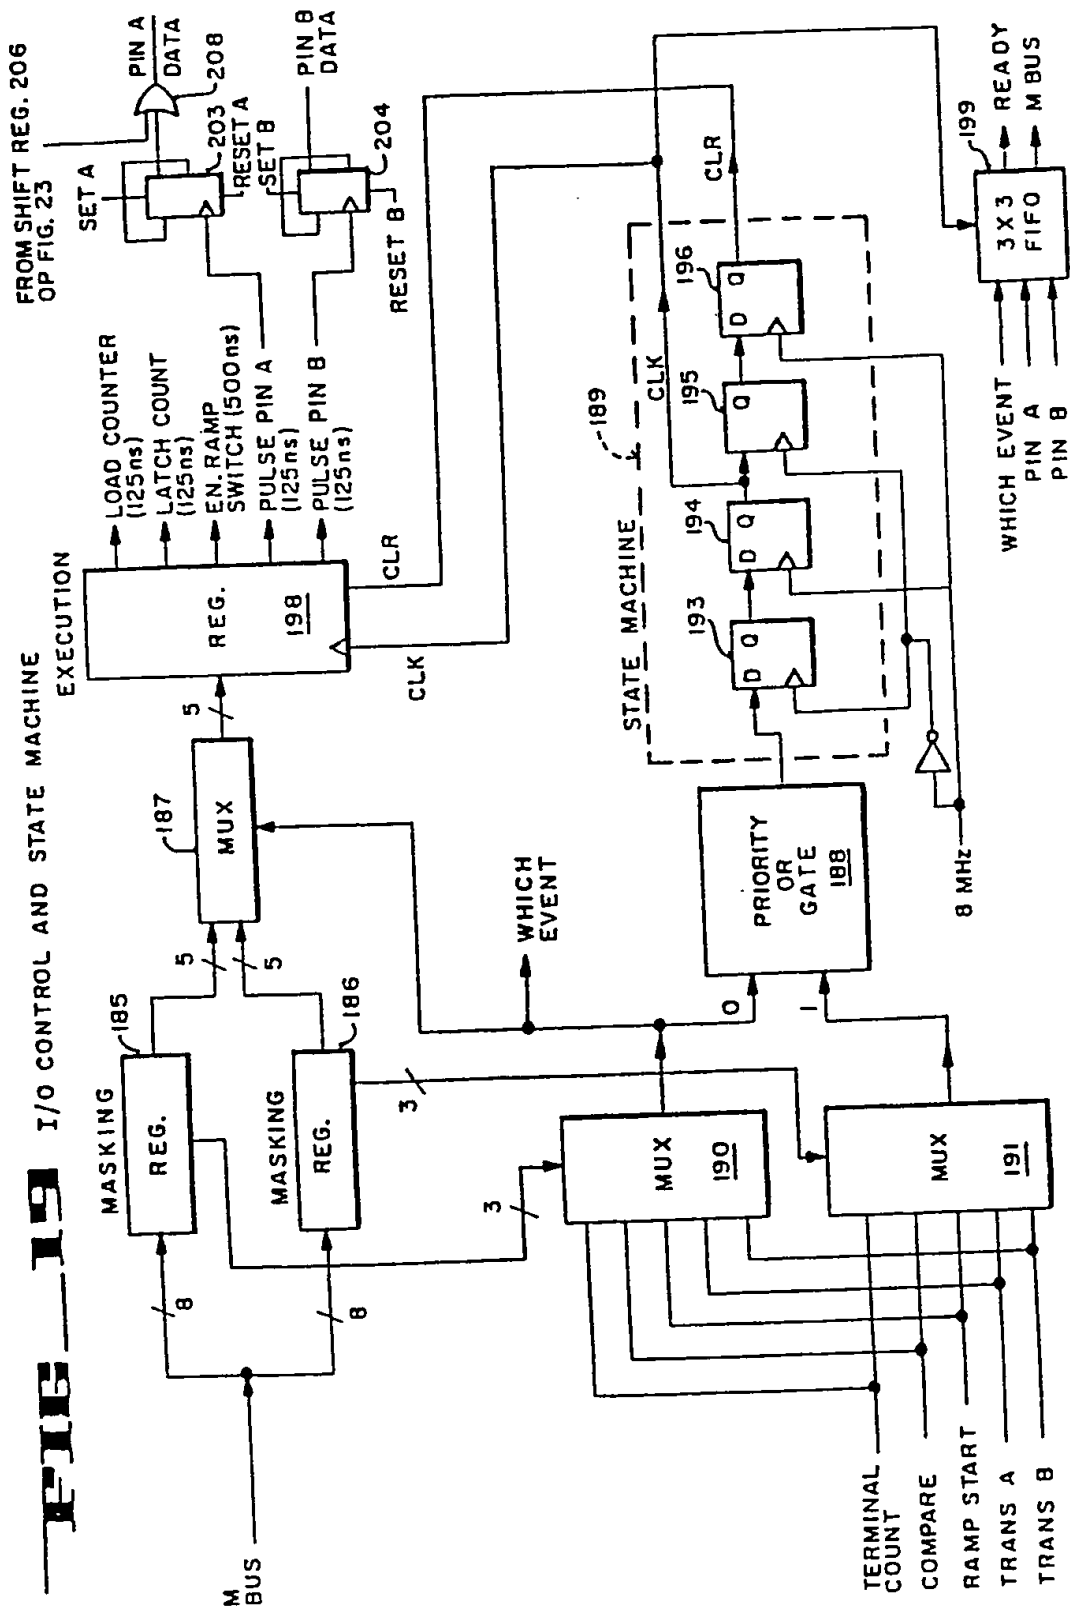 FIG_19
I/O CONTROL AND STATE MACHINE
M
BUS
8
8
MASKING
REG.
185
MASKING
REG.
186
5
5
187
MUX
5
EXECUTION
REG.
198
CLK
CLR
LOAD COUNTER
(125ns)
LATCH COUNT
(125ns)
EN. RAMP
SWITCH (500ns)
PULSE PIN A
(125ns)
PULSE PIN B
(125ns)
FROM SHIFT REG. 206
OP FIG. 23
SET A
203
RESET A
208
PIN A
DATA
SET B
204
RESET B
PIN B
DATA
3
3
WHICH
EVENT
MUX
190
MUX
191
0
1
TERMINAL
COUNT
COMPARE
RAMP START
TRANS A
TRANS B
PRIORITY
OR
GATE
188
8 MHz
STATE MACHINE
189
193
D Q
194
D Q
195
Q
196
D Q
CLK
CLR
WHICH EVENT
PIN A
PIN B
3 X 3
FIFO
199
READY
M BUS